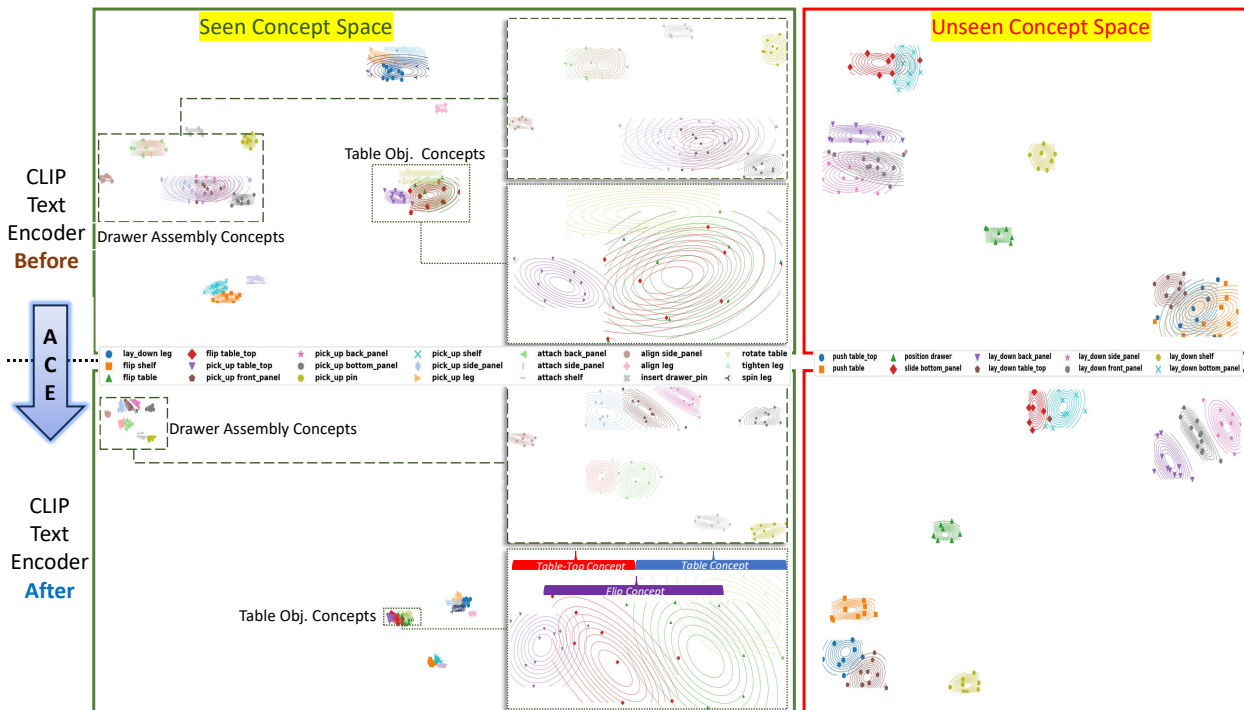 Seen Concept Space
Unseen Concept Space
Table Obj. Concepts
Drawer Assembly Concepts
CLIP
Text
Encoder
Before
A
C
E
lay_down leg
flip table_top
pick_up back_panel
pick_up shelf
attach back_panel
align side_panel
rotate table
flip shelf
pick_up table_top
pick_up bottom_panel
pick_up side_panel
attach side_panel
align leg
tighten leg
flip table
pick_up front_panel
pick_up pin
pick_up leg
attach shelf
insert drawer_pin
spin leg
push table_top
position drawer
lay_down back_panel
lay_down side_panel
lay_down shelf
push table
slide bottom_panel
lay_down table_top
lay_down front_panel
lay_down bottom_panel
Drawer Assembly Concepts
CLIP
Text
Encoder
After
Table-Top Concept
Table Concept
Flip Concept
Table Obj. Concepts